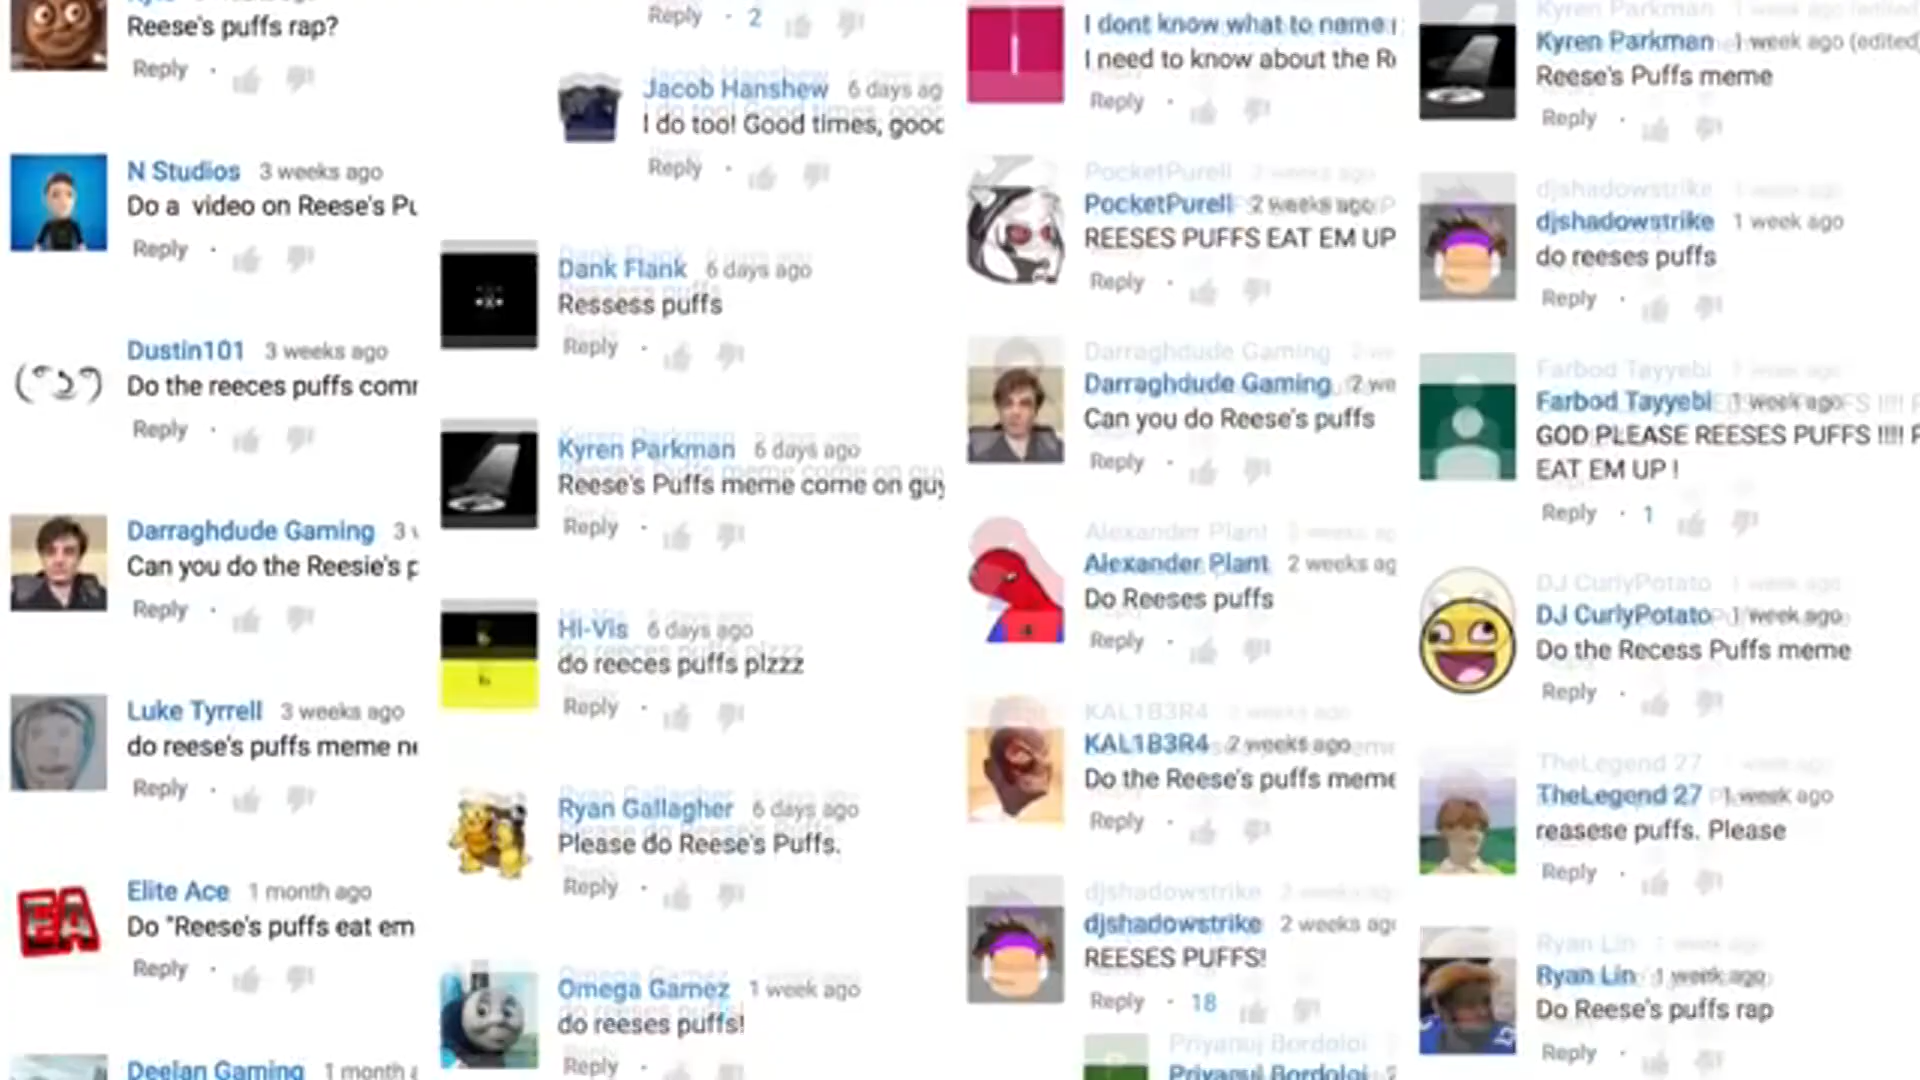 Reese's puffs rap?
Reply
N Studios 3 weeks ago
Do a video on Reese's Pu
Reply
Dustin101 3 weeks ago
Do the reeces puffs comm
Reply
Darraghdude Gaming 3 w
Can you do the Reesie's p
Reply
Luke Tyrrell 3 weeks ago
do reese's puffs meme ne
Reply
Elite Ace 1 month ago
Do "Reese's puffs eat em
Reply
Deelan Gaming 1 month a
Reply · 2
Jacob Hanshew 6 days ag
I do too! Good times, good
Reply
Dank Flank 6 days ago
Ressess puffs
Reply
Kyren Parkman 6 days ago
Reese's Puffs meme come on guy
Reply
Hi-Vis 6 days ago
do reeces puffs plzzz
Reply
Ryan Gallagher 6 days ago
Please do Reese's Puffs.
Reply
Omega Gamez 1 week ago
do reeses puffs!
Reply
I dont know what to name
I need to know about the Re
Reply
PocketPurell 2 weeks ago
REESES PUFFS EAT EM UP
Reply
Darraghdude Gaming 2 we
Can you do Reese's puffs
Reply
Alexander Plant 2 weeks ag
Do Reeses puffs
Reply
KAL1B3R4 2 weeks ago
Do the Reese's puffs meme
Reply
djshadowstrike 2 weeks ago
REESES PUFFS!
Reply · 18
Priyanuj Bordoloi
Kyren Parkman 1 week ago (edited)
Reese's Puffs meme
Reply
djshadowstrike 1 week ago
do reeses puffs
Reply
Farbod Tayyebi 1 week ago
GOD PLEASE REESES PUFFS !!!! P
EAT EM UP !
Reply · 1
DJ CurlyPotato 1 week ago
Do the Recess Puffs meme
Reply
TheLegend 27 1 week ago
reasese puffs. Please
Reply
Ryan Lin 1 week ago
Do Reese's puffs rap
Reply